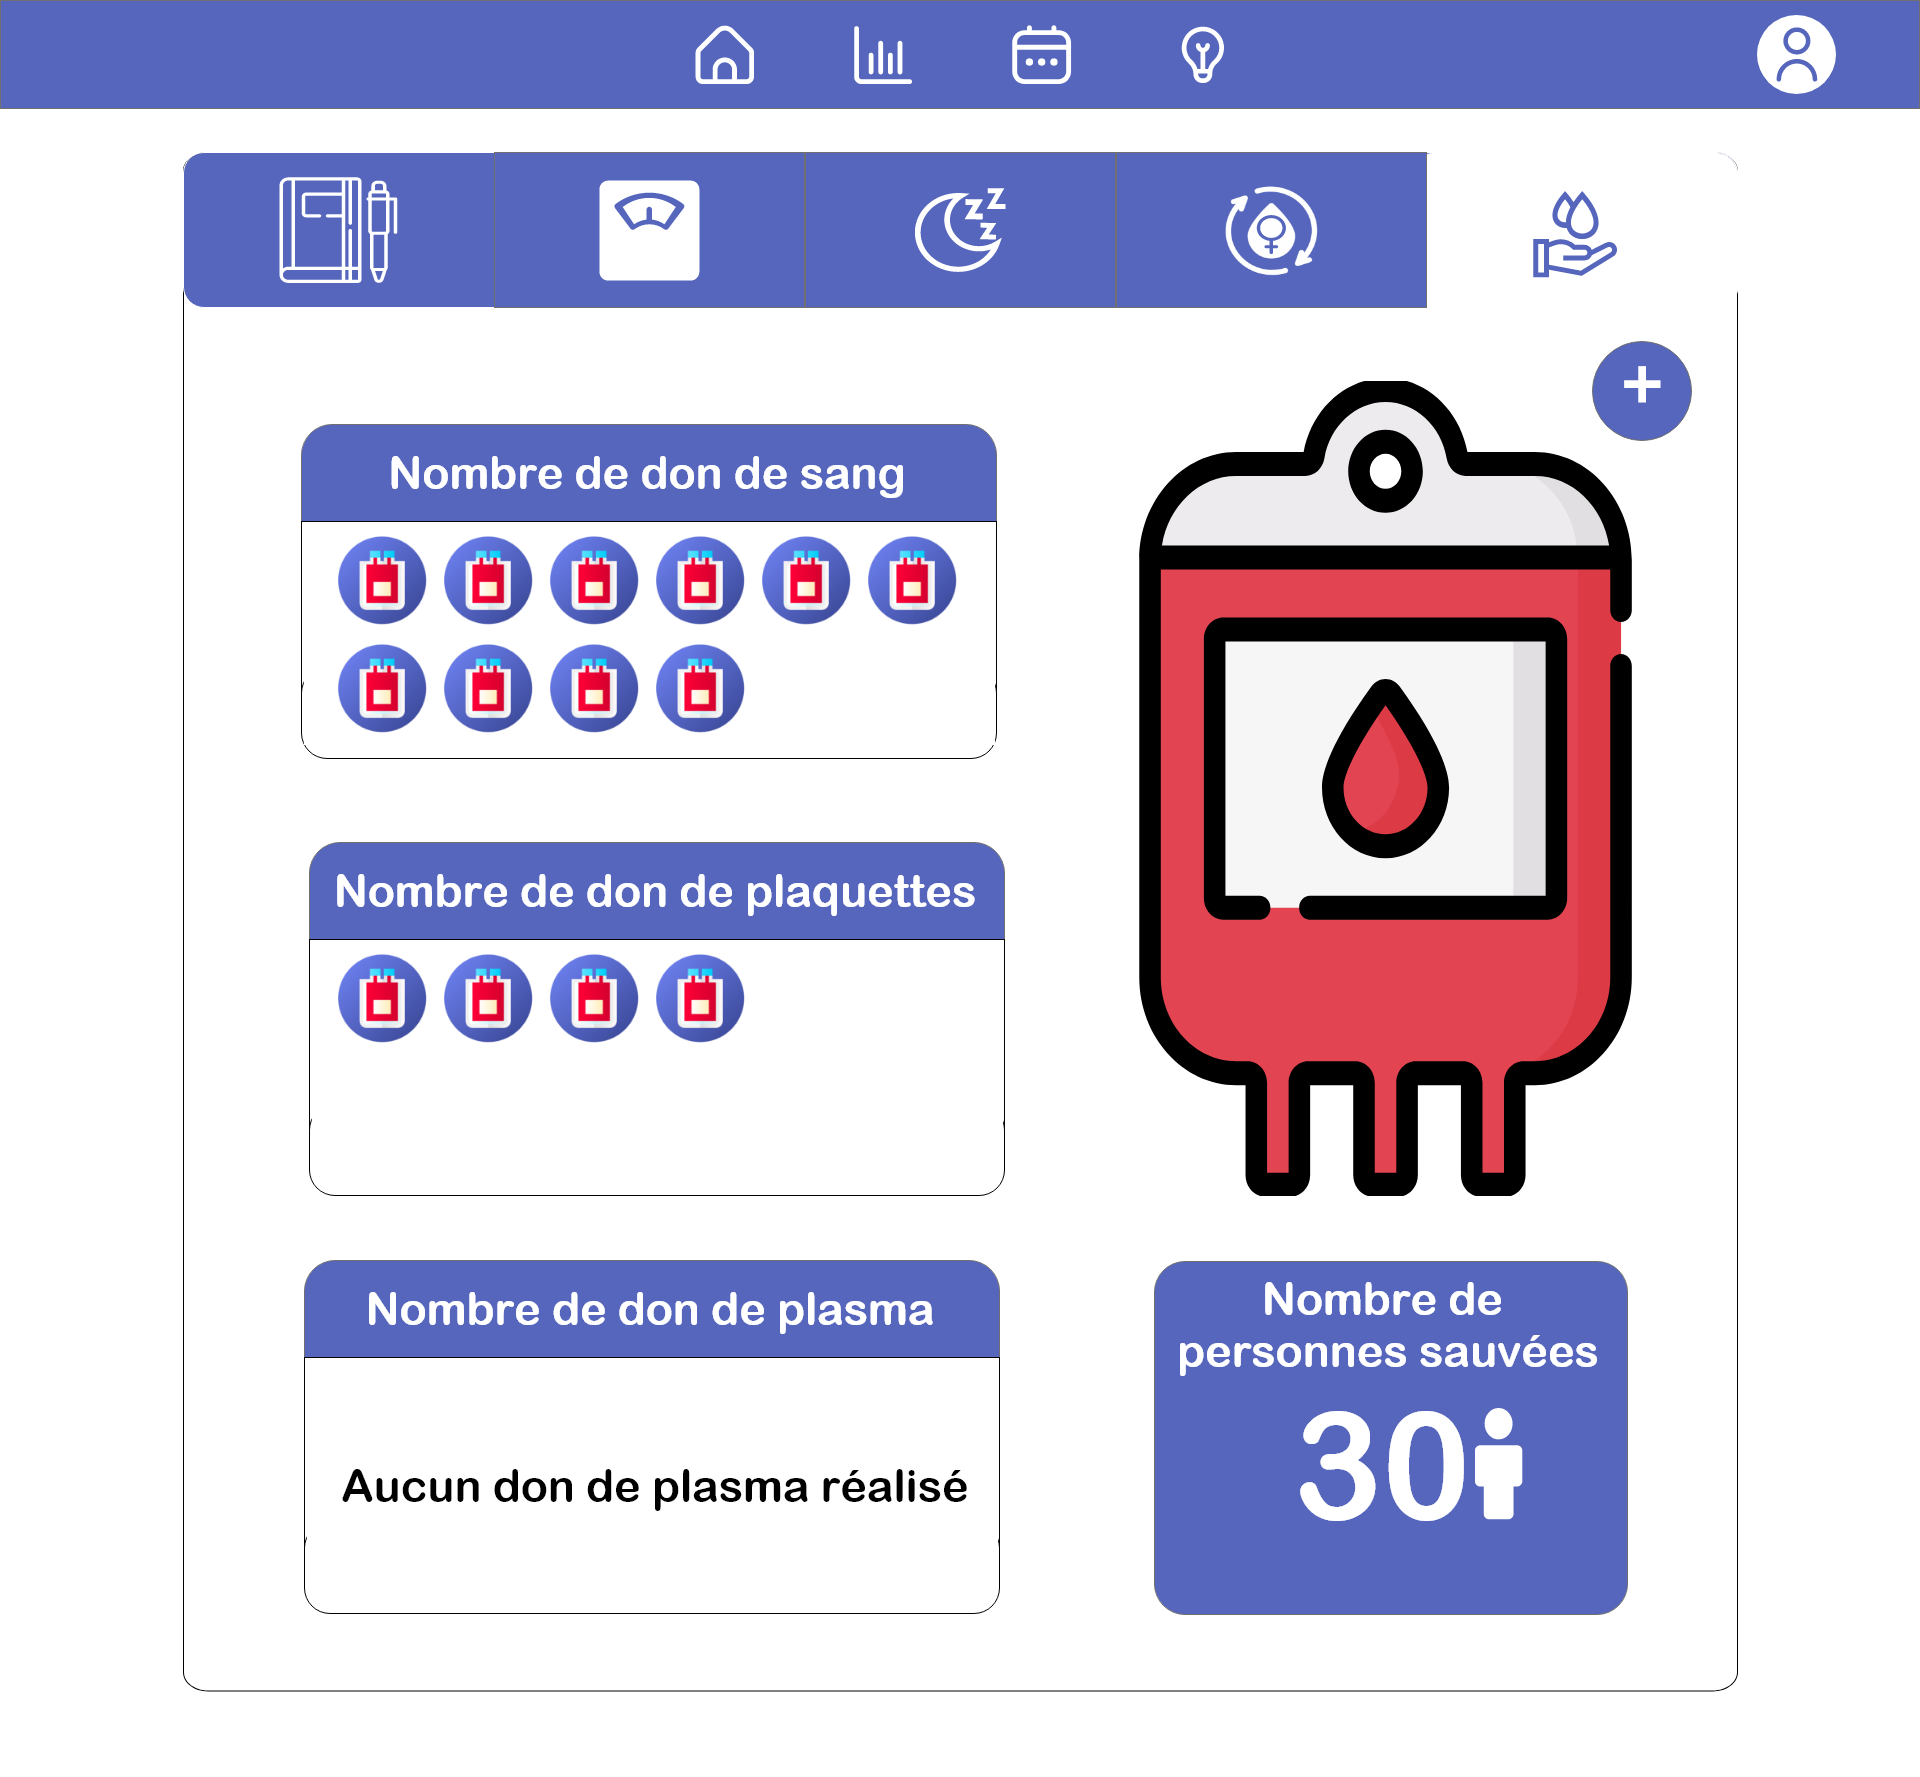 Nombre de don de sang
Nombre de don de plaquettes
Nombre de don de plasma
Aucun don de plasma réalisé
Nombre de
personnes sauvées
30